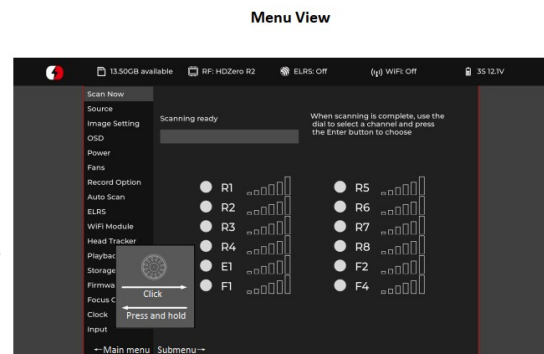 Menu View
13.50GB available RF: HDZero R2 ELRS: Off WiFi: Off 3S 12.1V
Scan Now
Source
Image Setting
OSD
Power
Fans
Record Option
Auto Scan
ELRS
WiFi Module
Head Tracker
Playbac
Storage
Firmwa
Focus C
Clock
Input
Scanning ready
When scanning is complete, use the
dial to select a channel and press
the Enter button to choose
R1 R5
R2 R6
R3 R7
R4 R8
E1 F2
F1 F4
Click
Press and hold
←Main menu Submenu→